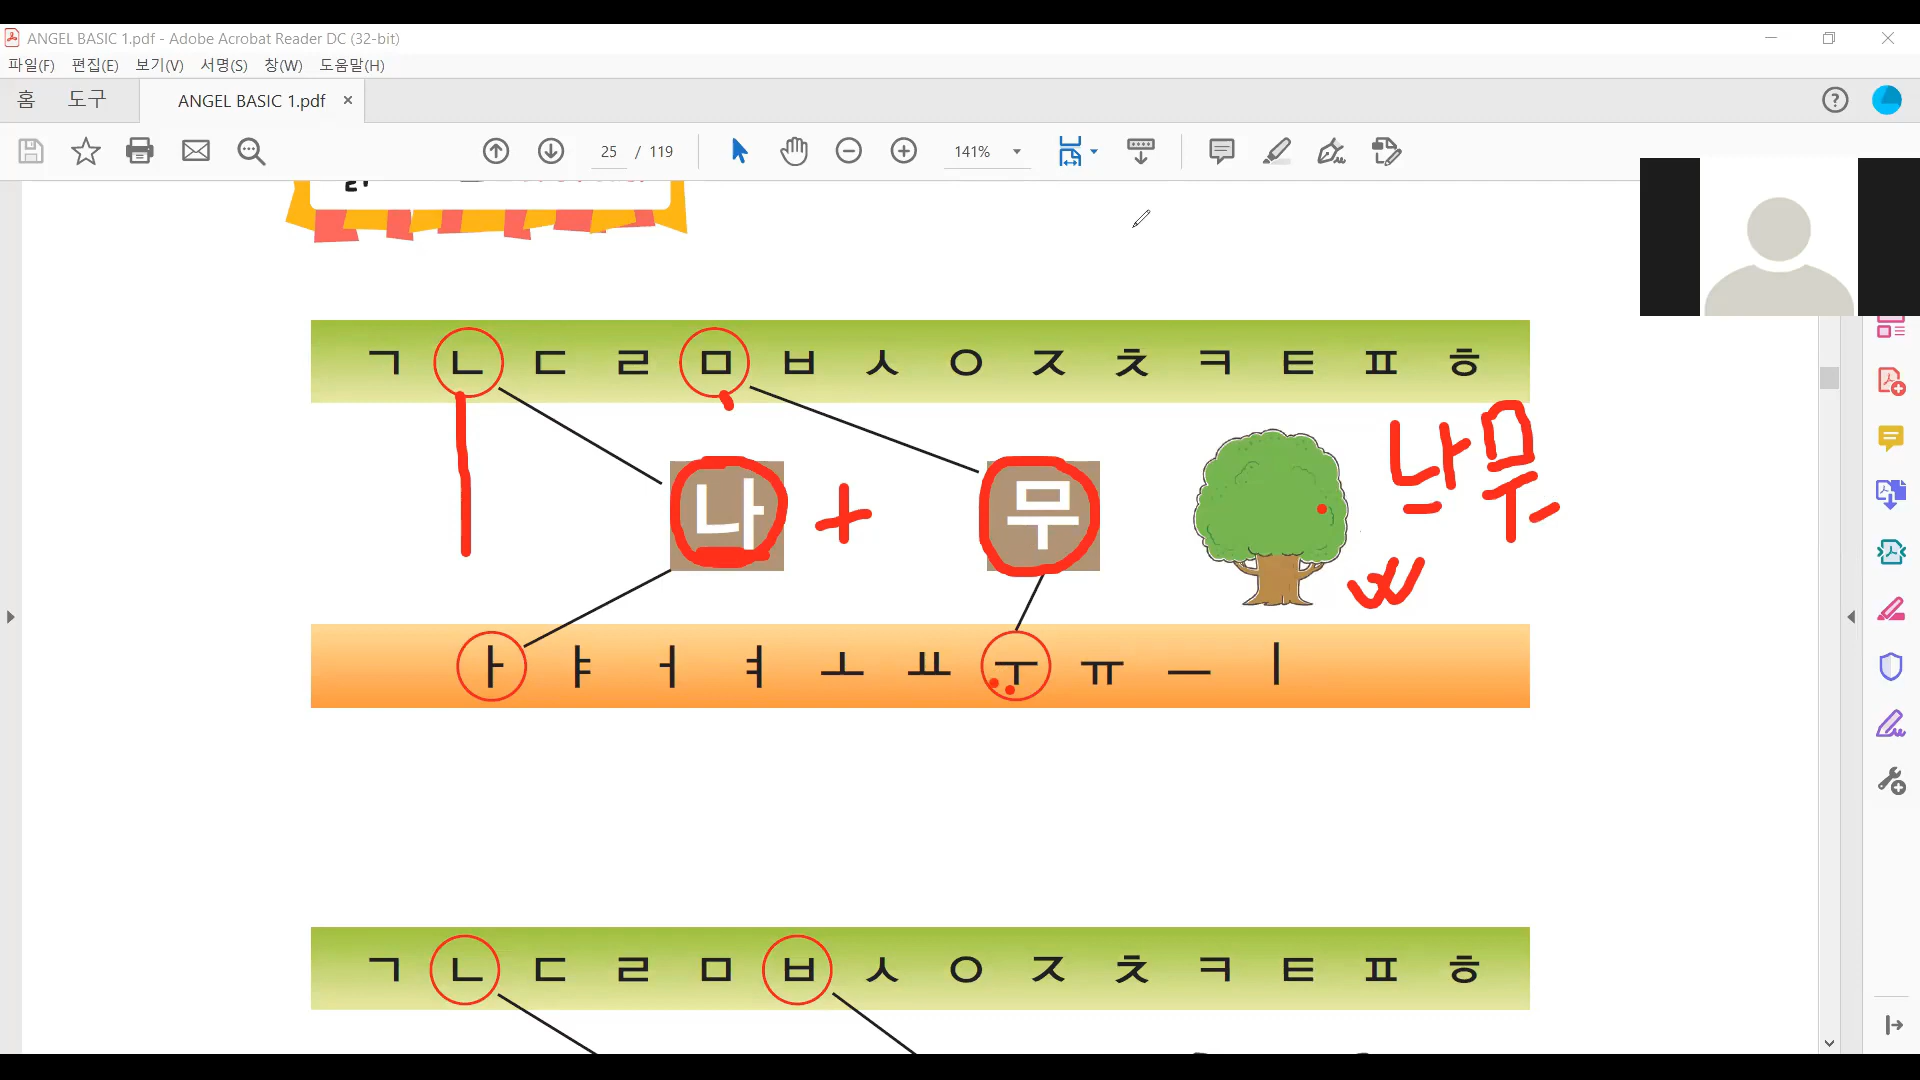 ANGEL BASIC 1.pdf - Adobe Acrobat Reader DC (32-bit)
파일(F) 편집(E) 보기(V) 서명(S) 창(W) 도움말(H)
홈 도구 ANGEL BASIC 1.pdf
25 / 119 141%
ㄱ ㄴ ㄷ ㄹ ㅁ ㅂ ㅅ ㅇ ㅈ ㅊ ㅋ ㅌ ㅍ ㅎ
나 + 무 나무
ㅏ ㅑ ㅓ ㅕ ㅗ ㅛ ㅜ ㅠ ㅡ ㅣ
ㄱ ㄴ ㄷ ㄹ ㅁ ㅂ ㅅ ㅇ ㅈ ㅊ ㅋ ㅌ ㅍ ㅎ